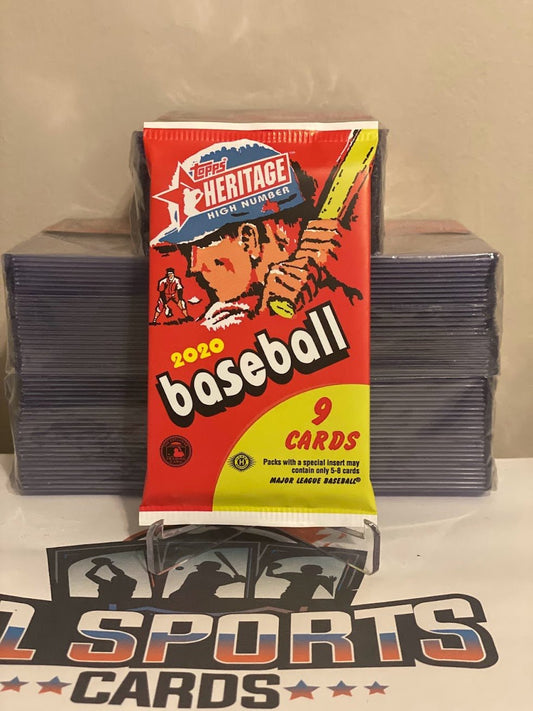 Topps
HERITAGE
HIGH NUMBER
2020
baseball
9
CARDS
Packs with a special insert may
contain only 5-8 cards
MAJOR LEAGUE BASEBALL®
SPORTS
CARDS